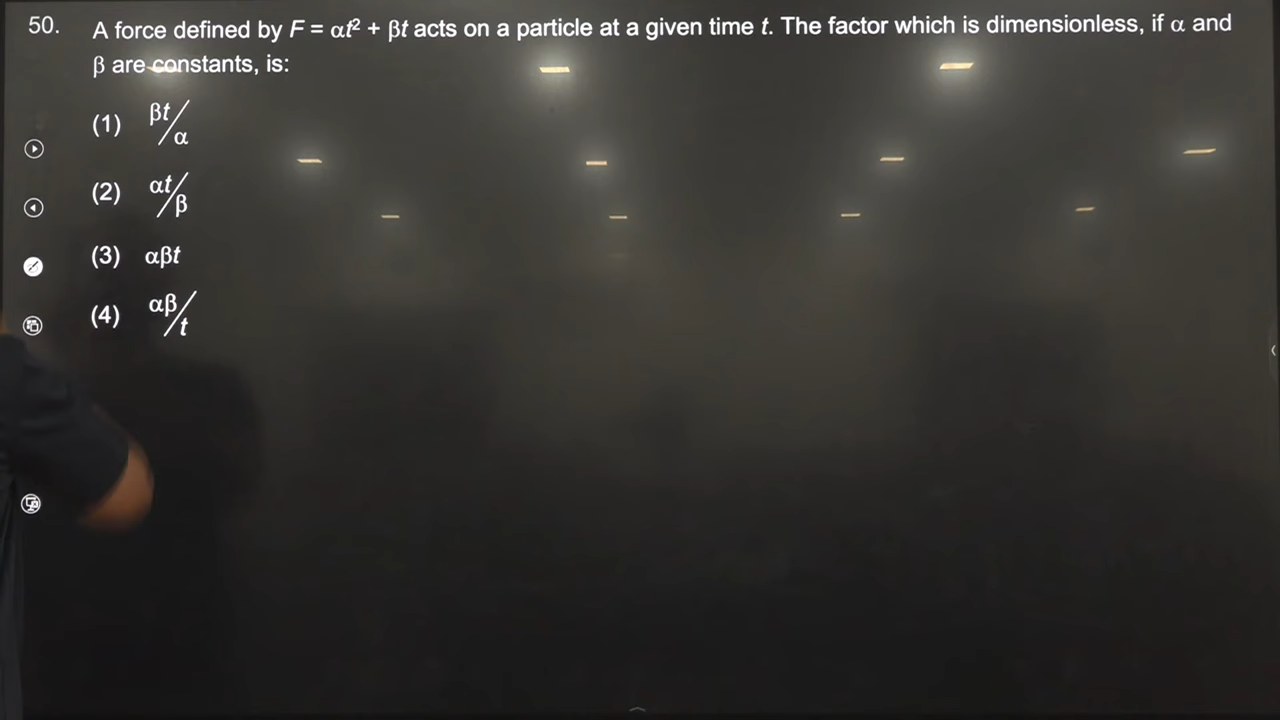 50. A force defined by F = αt² + βt acts on a particle at a given time t. The factor which is dimensionless, if α and
β are constants, is:
(1) βt/α
(2) αt/β
(3) αβt
(4) αβ/t